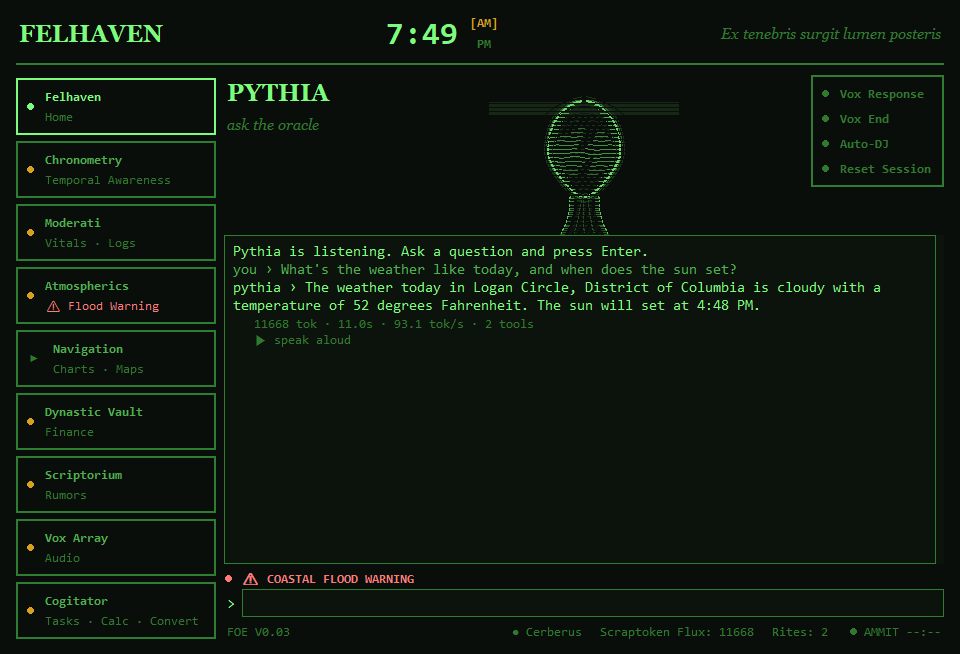 FELHAVEN
7:49
[AM]
PM
Ex tenebris surgit lumen posteris
Felhaven
Home
Chronometry
Temporal Awareness
Moderati
Vitals · Logs
Atmospherics
⚠ Flood Warning
Navigation
Charts · Maps
Dynastic Vault
Finance
Scriptorium
Rumors
Vox Array
Audio
Cogitator
Tasks · Calc · Convert
PYTHIA
ask the oracle
Vox Response
Vox End
Auto-DJ
Reset Session
Pythia is listening. Ask a question and press Enter.
you › What's the weather like today, and when does the sun set?
pythia › The weather today in Logan Circle, District of Columbia is cloudy with a
temperature of 52 degrees Fahrenheit. The sun will set at 4:48 PM.
11668 tok · 11.0s · 93.1 tok/s · 2 tools
▶ speak aloud
⚠ COASTAL FLOOD WARNING
›
FOE V0.03
● Cerberus Scraptoken Flux: 11668 Rites: 2 ● AMMIT --:--